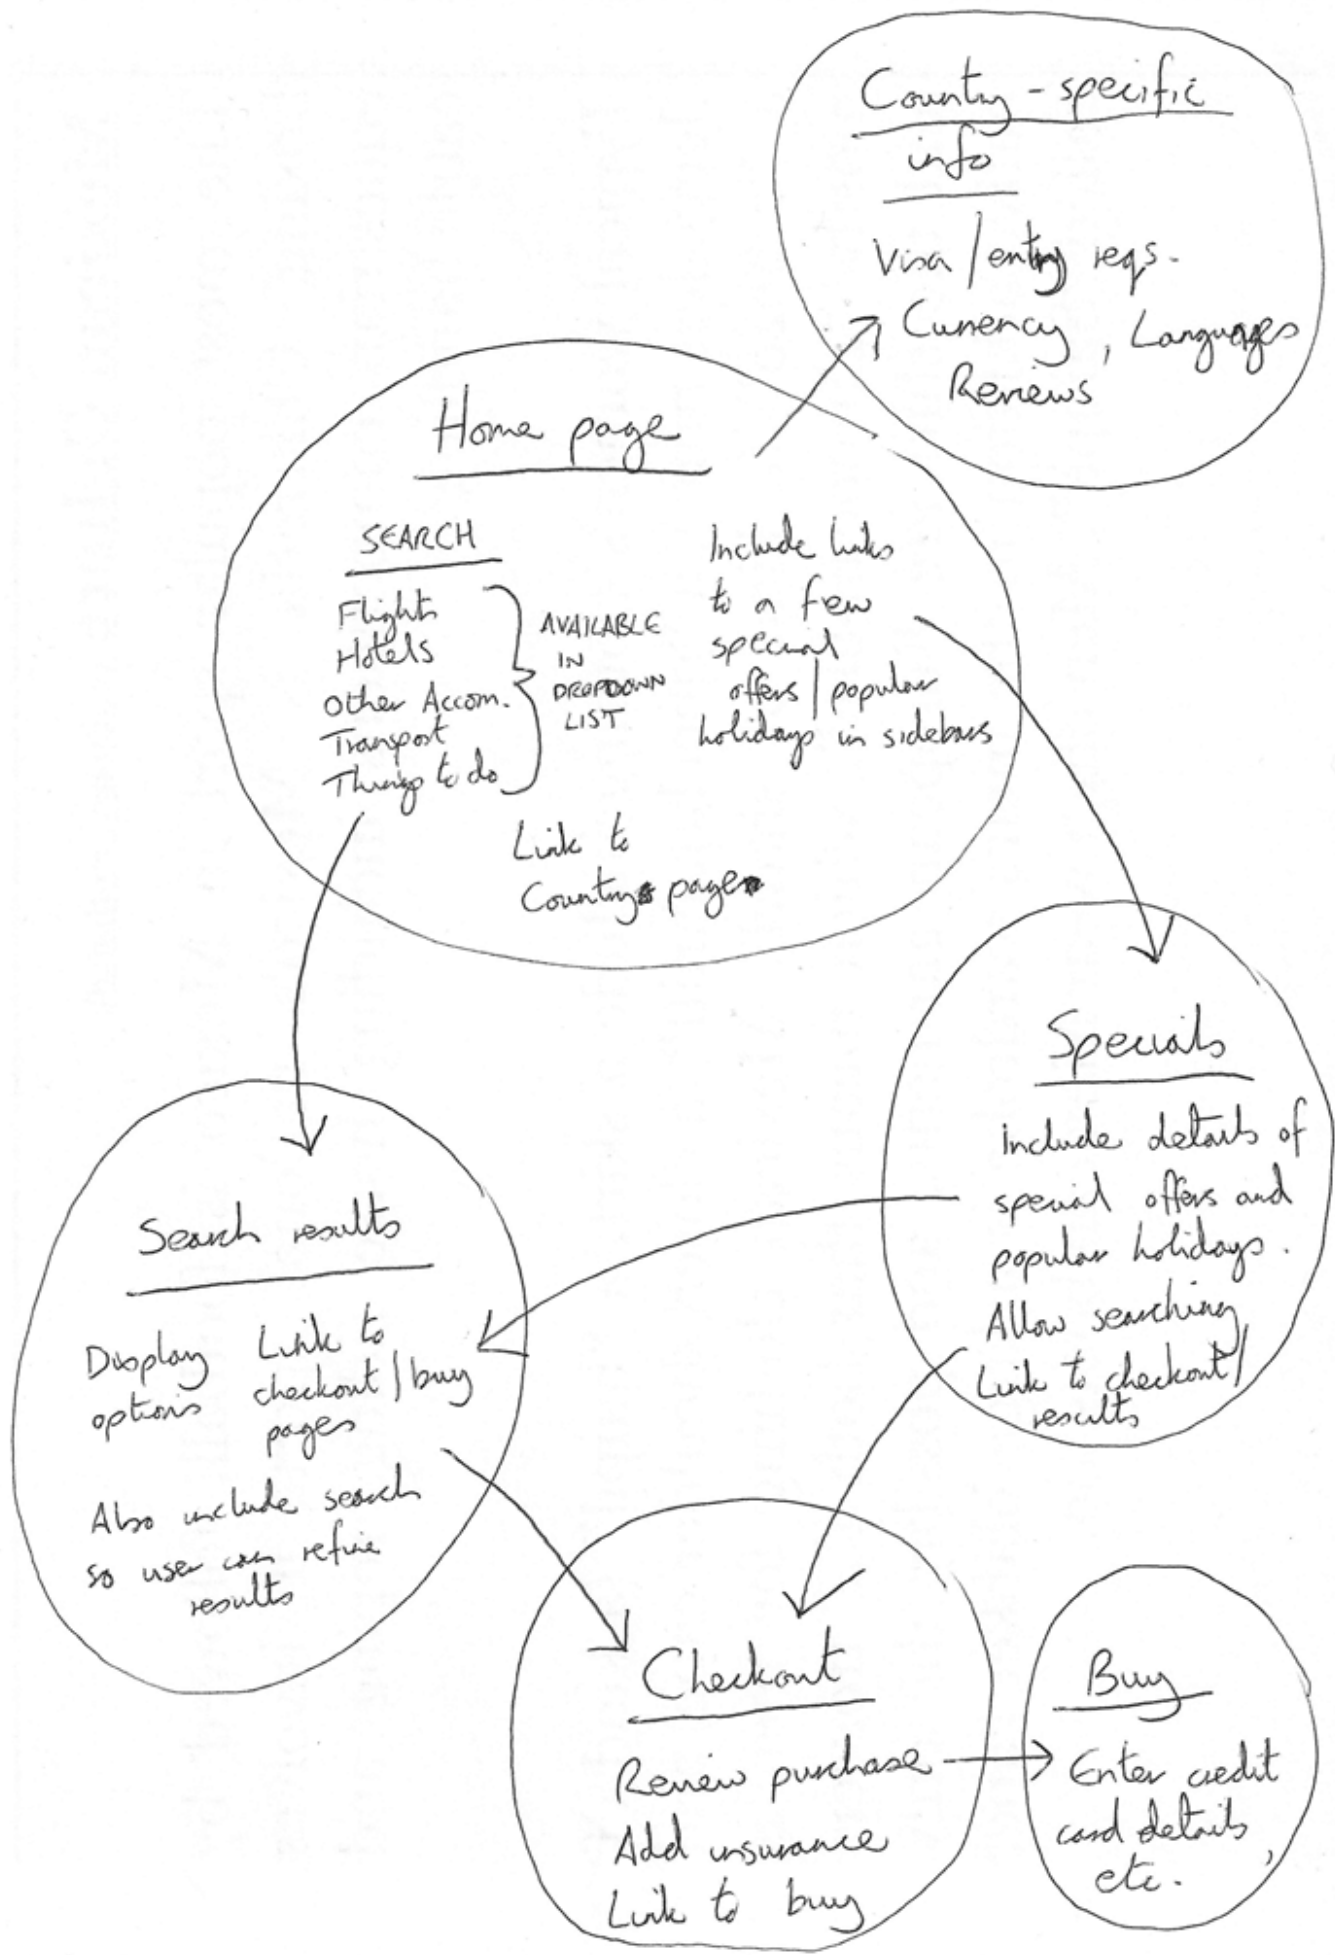 Country-specific
info
Visa/entry reqs.
Currency, Languages
Reviews
Home page
SEARCH
Flights
Hotels
Other Accom.
Transport
Things to do
AVAILABLE
IN
DROPDOWN
LIST
Include links
to a few
special
offers/popular
holidays in sidebars
Link to
Country page
Specials
Include details of
special offers and
popular holidays.
Allow searching
Link to checkout/
results
Search results
Display
options
Link to
checkout/buy
pages
Also include search
so user can refine
results
Checkout
Review purchase
Add insurance
Link to buy
Buy
Enter credit
card details,
etc.